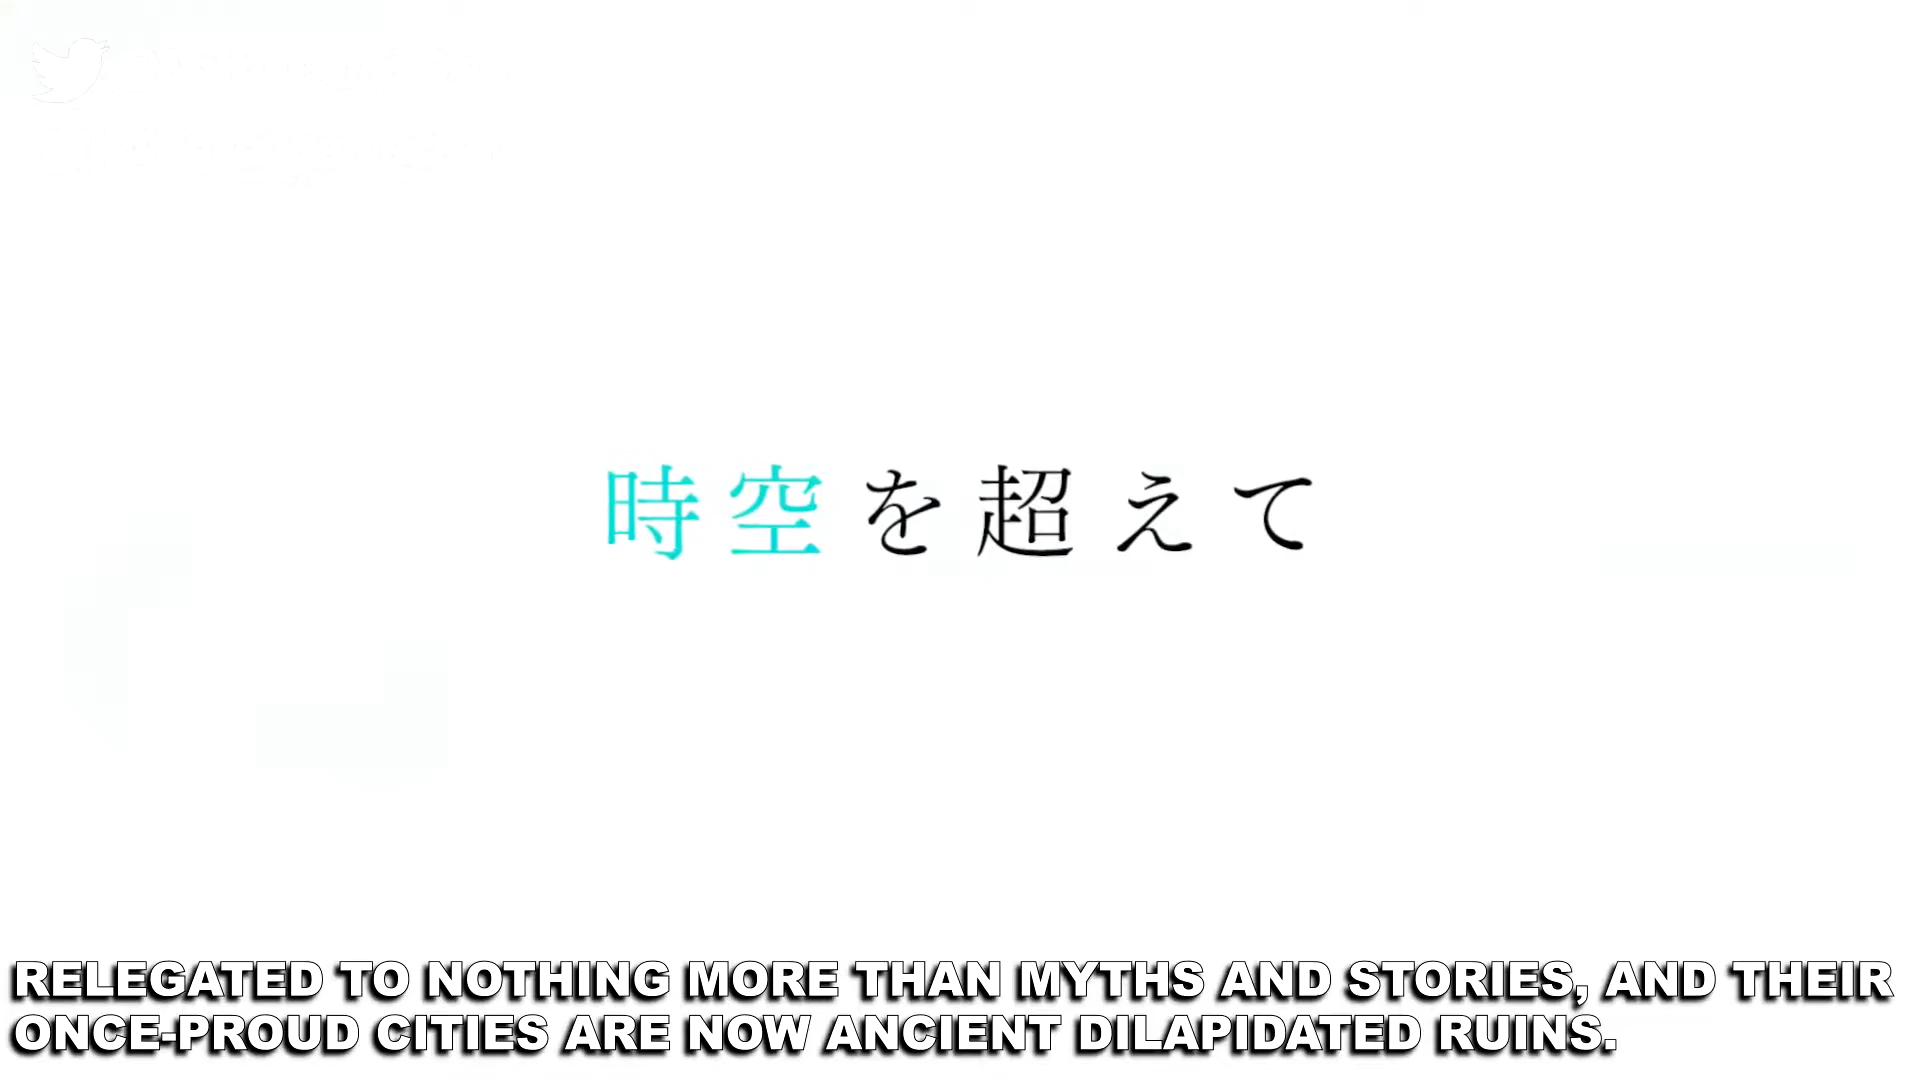 時空を超えて
RELEGATED TO NOTHING MORE THAN MYTHS AND STORIES, AND THEIR
ONCE-PROUD CITIES ARE NOW ANCIENT DILAPIDATED RUINS.